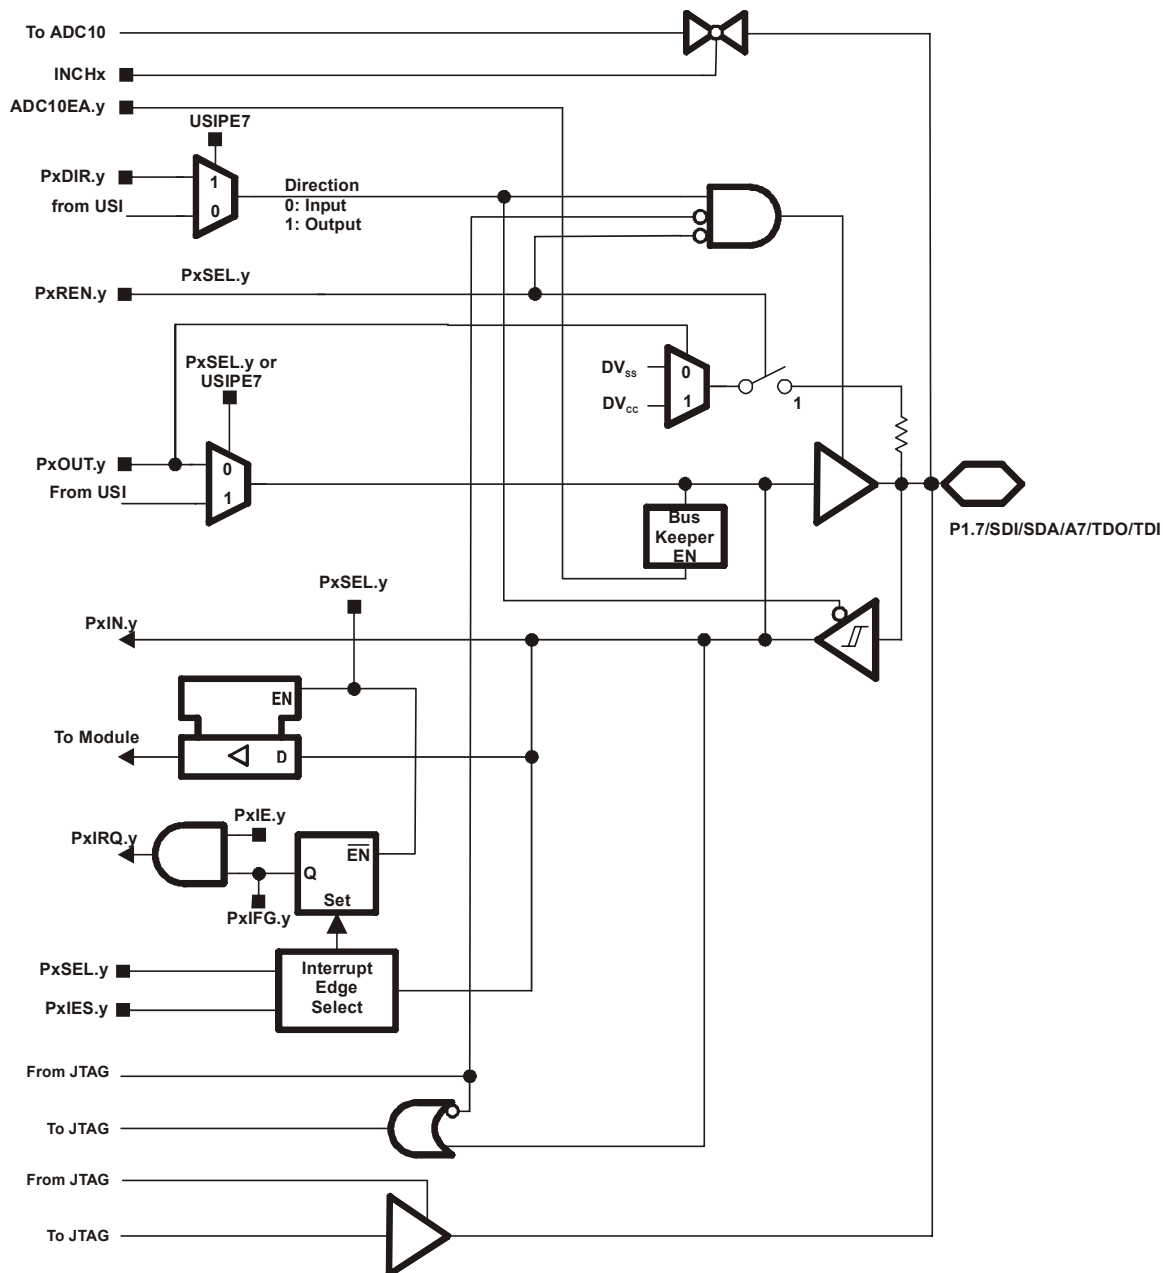 To ADC10
INCHx
ADC10EA.y
USIPE7
PxDIR.y
1
from USI
0
Direction
0: Input
1: Output
PxSEL.y
PxREN.y
PxSEL.y or
USIPE7
DVss
0
DVcc
1
1
PxOUT.y
0
From USI
1
Bus
Keeper
EN
P1.7/SDI/SDA/A7/TDO/TDI
PxSEL.y
PxIN.y
EN
To Module
D
PxIE.y
PxIRQ.y
EN
Q
Set
PxIFG.y
PxSEL.y
PxIES.y
Interrupt
Edge
Select
From JTAG
To JTAG
From JTAG
To JTAG